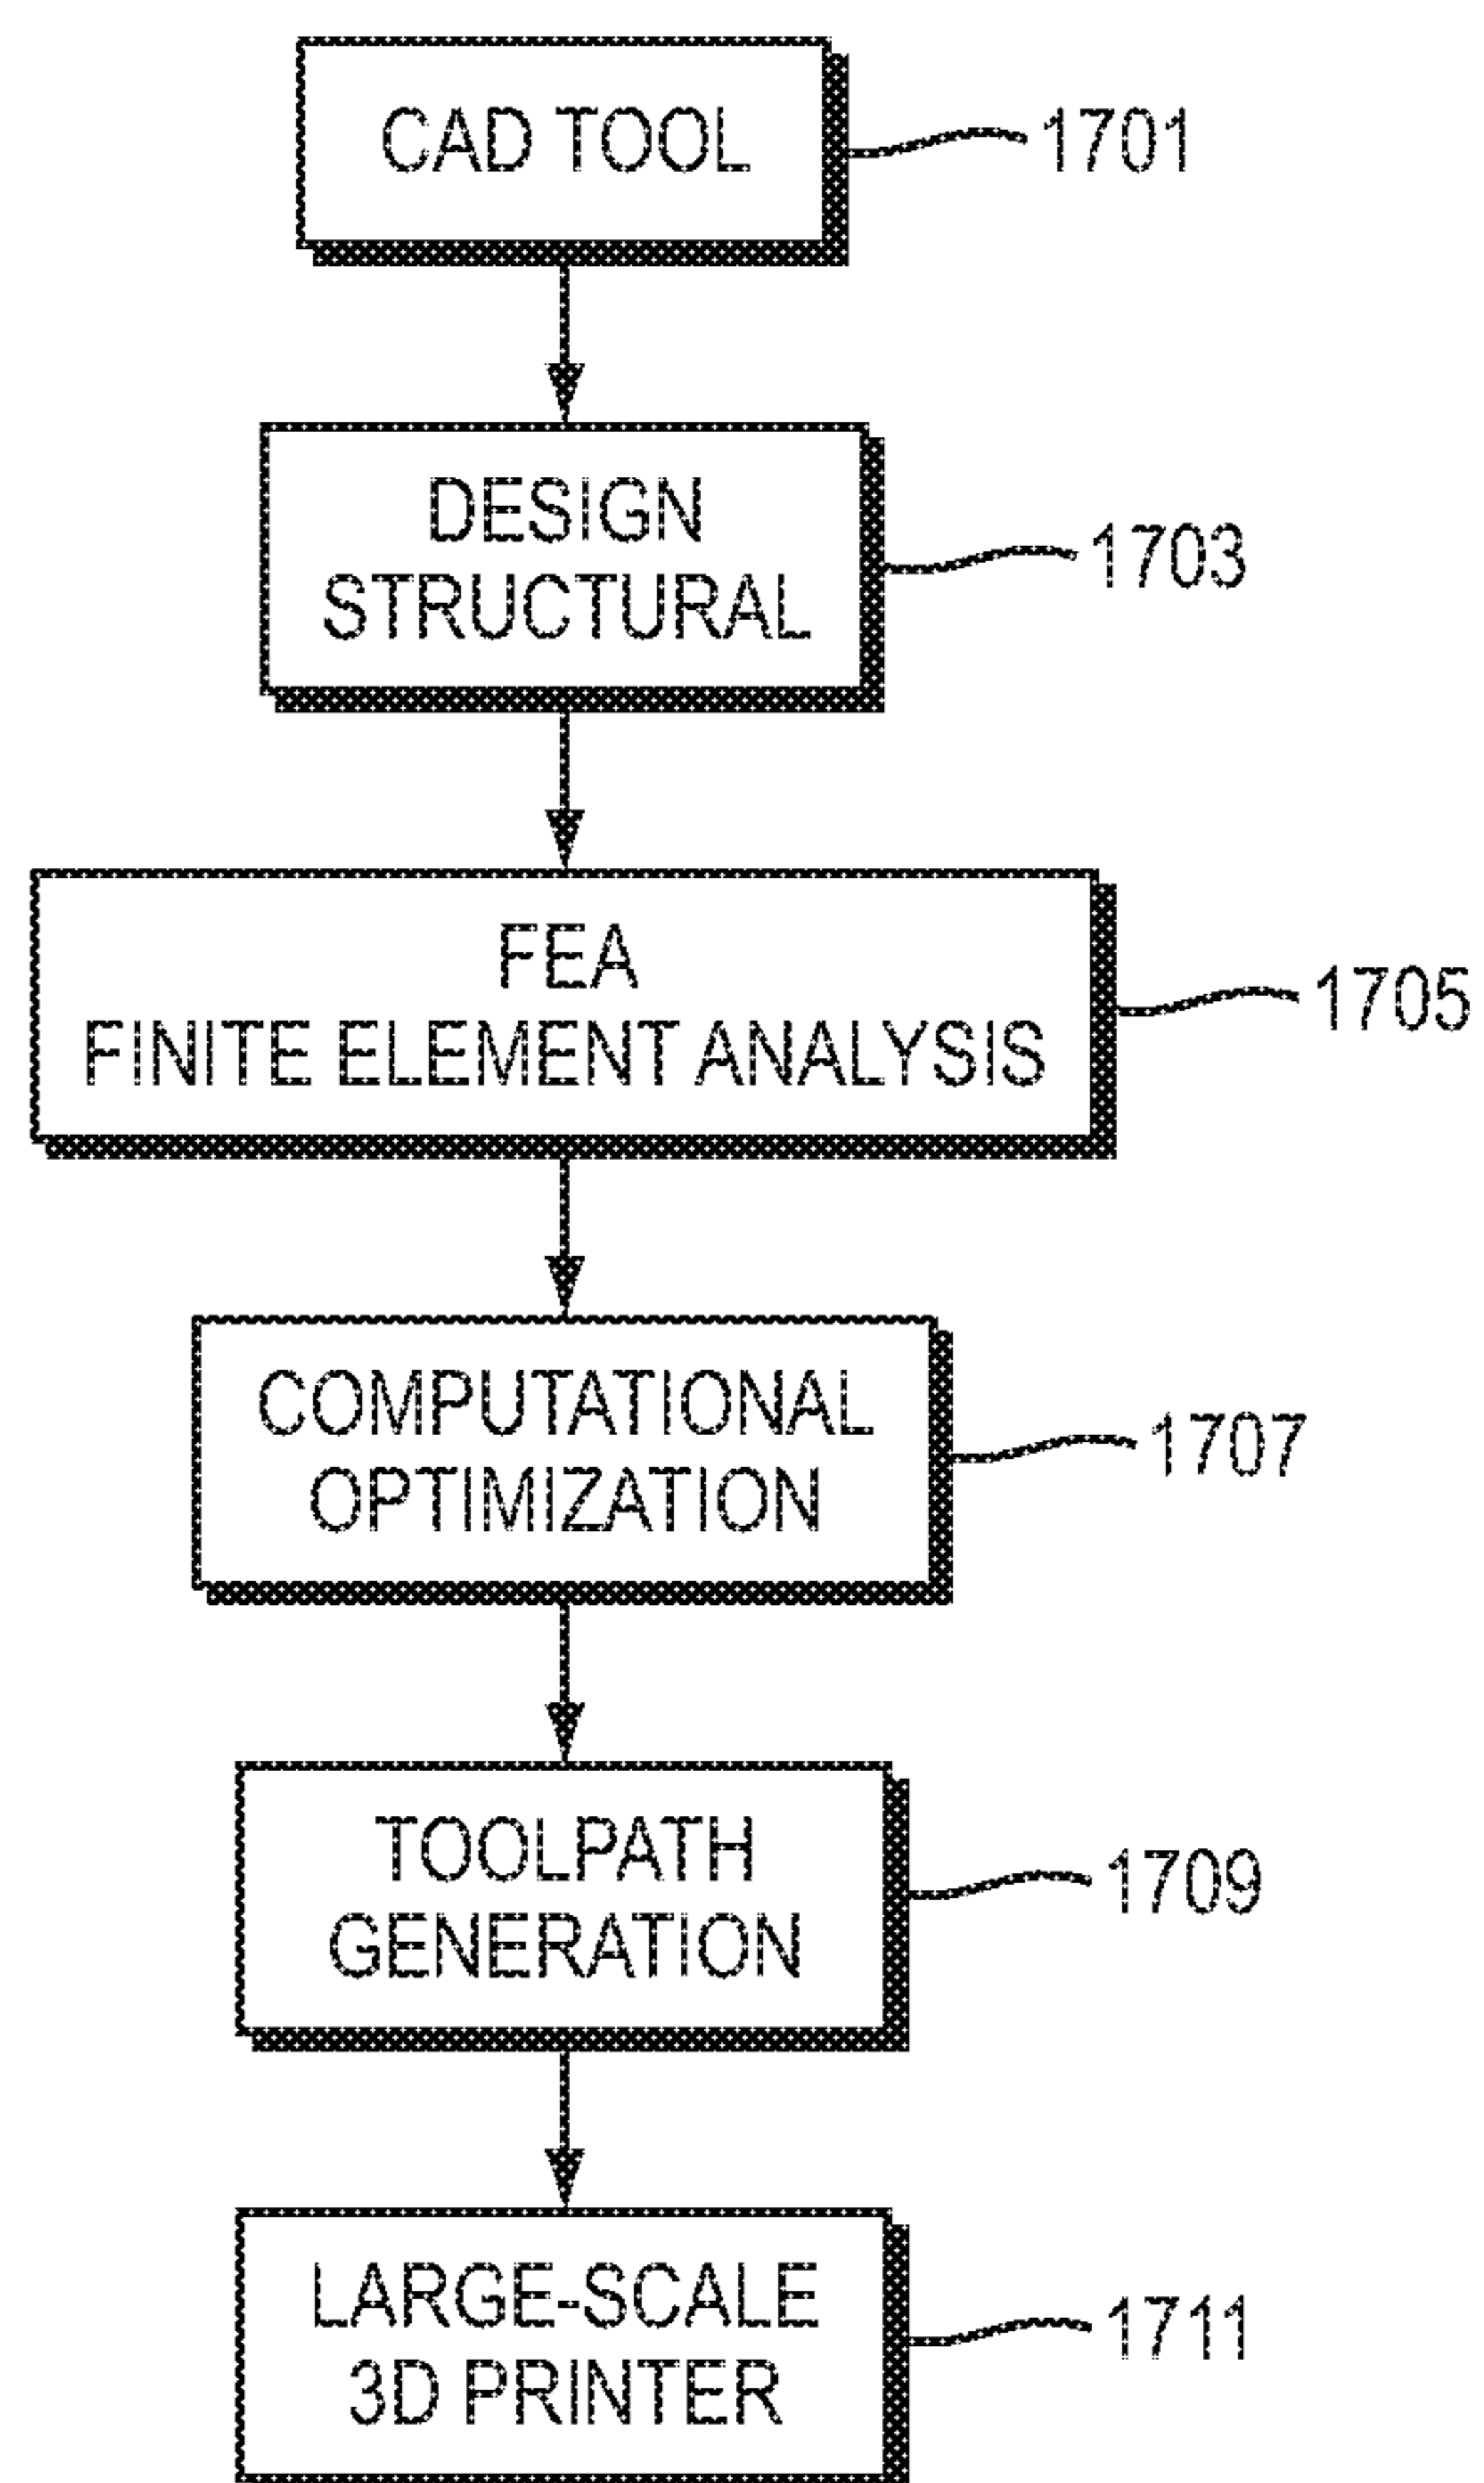 CAD TOOL
1701
DESIGN
STRUCTURAL
1703
FEA
FINITE ELEMENT ANALYSIS
1705
COMPUTATIONAL
OPTIMIZATION
1707
TOOLPATH
GENERATION
1709
LARGE-SCALE
3D PRINTER
1711